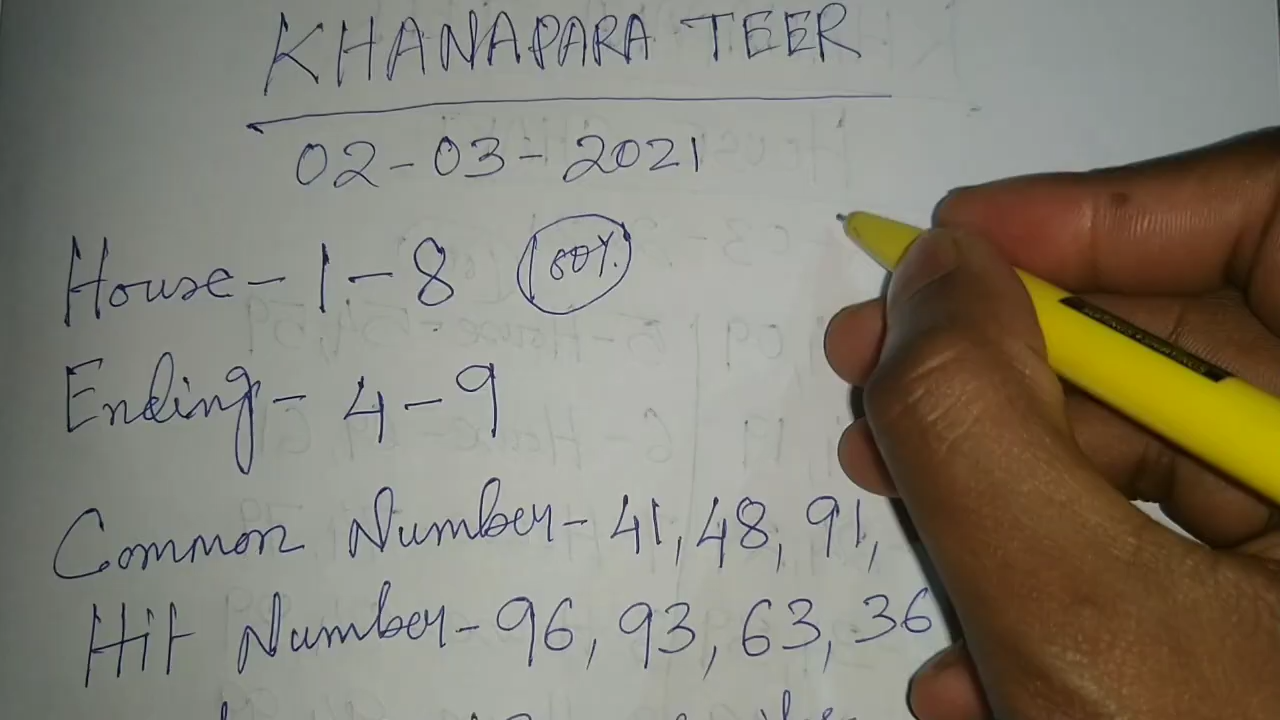 KHANAPARA TEER
02-03-2021
House - 1 - 8
Ending - 4 - 9
Common Number - 41, 48, 91,
Hit Number - 96, 93, 63, 36